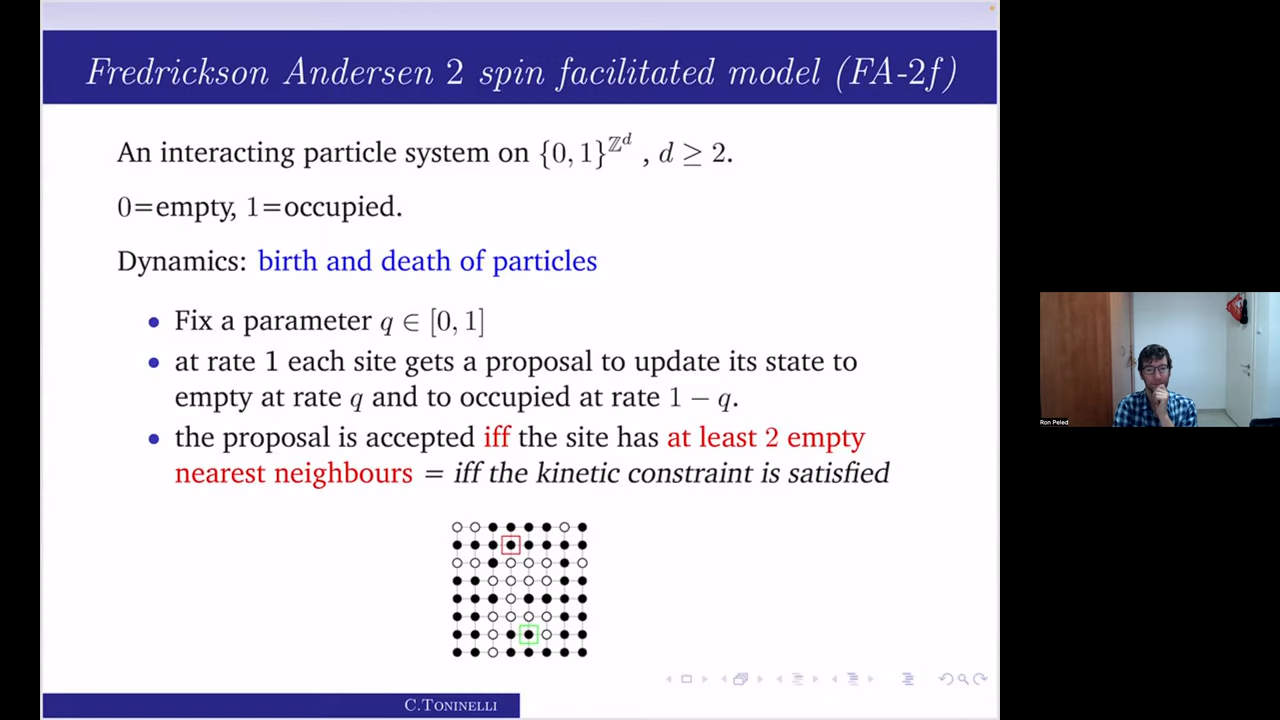 Fredrickson Andersen 2 spin facilitated model (FA-2f)
An interacting particle system on {0, 1}^{ℤ^d} , d ≥ 2.
0=empty, 1=occupied.
Dynamics: birth and death of particles
• Fix a parameter q ∈ [0, 1]
• at rate 1 each site gets a proposal to update its state to
empty at rate q and to occupied at rate 1 − q.
• the proposal is accepted iff the site has at least 2 empty
nearest neighbours = iff the kinetic constraint is satisfied
C.Toninelli
Ron Peled